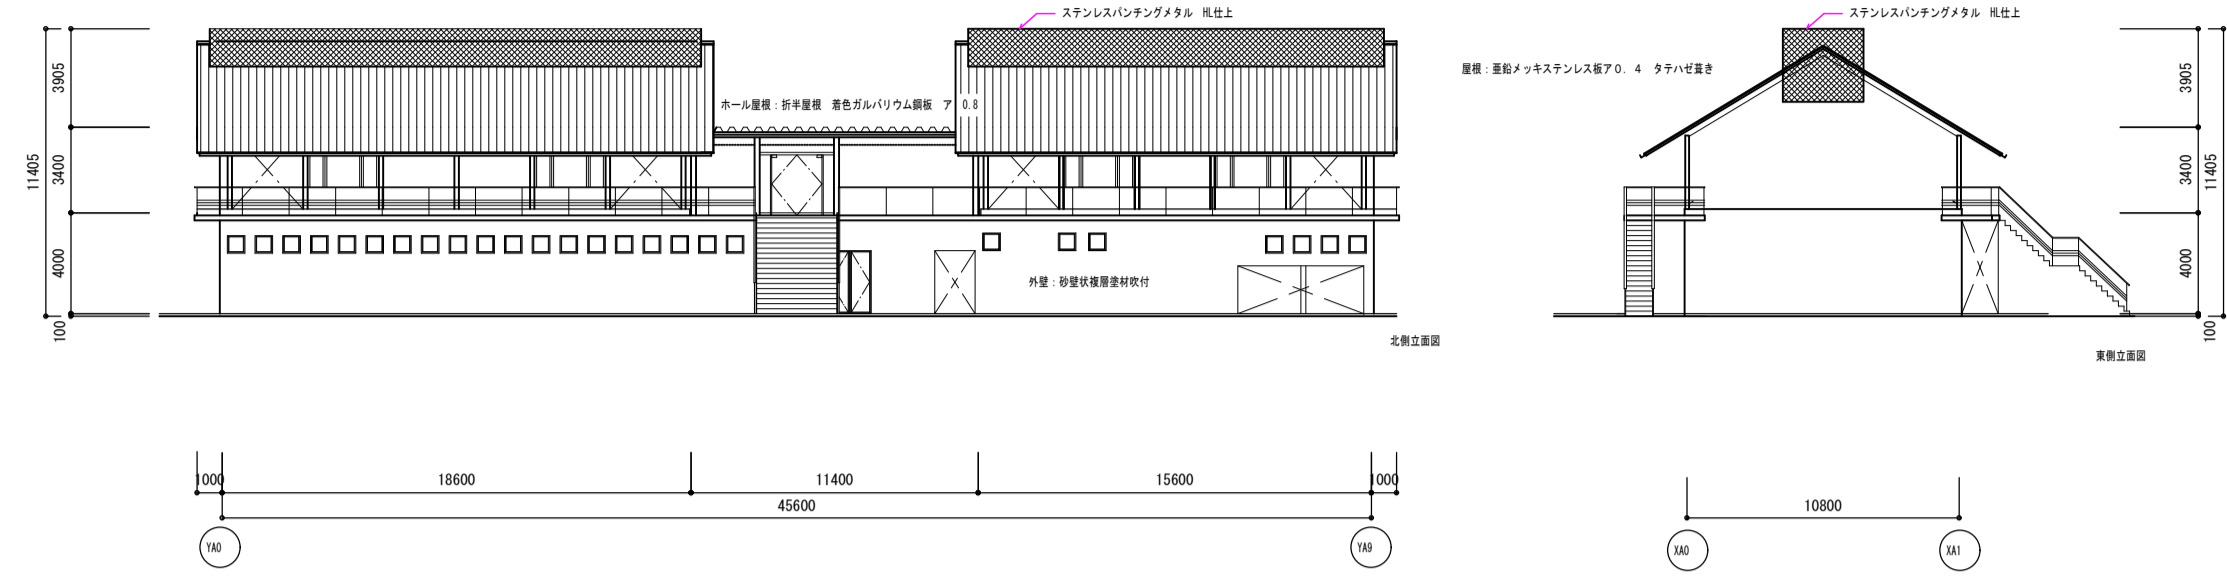 ステンレスパンチングメタル HL仕上
ホール屋根：折半屋根 着色ガルバリウム鋼板 ア 0.8
外壁：砂壁状複層塗材吹付
3905
3400
11405
4000
100
北側立面図
1000
18600
11400
15600
1000
45600
YA0
YA9
ステンレスパンチングメタル HL仕上
屋根：亜鉛メッキステンレス板ア０．４ タテハゼ葺き
3905
3400
11405
4000
100
東側立面図
10800
XA0
XA1